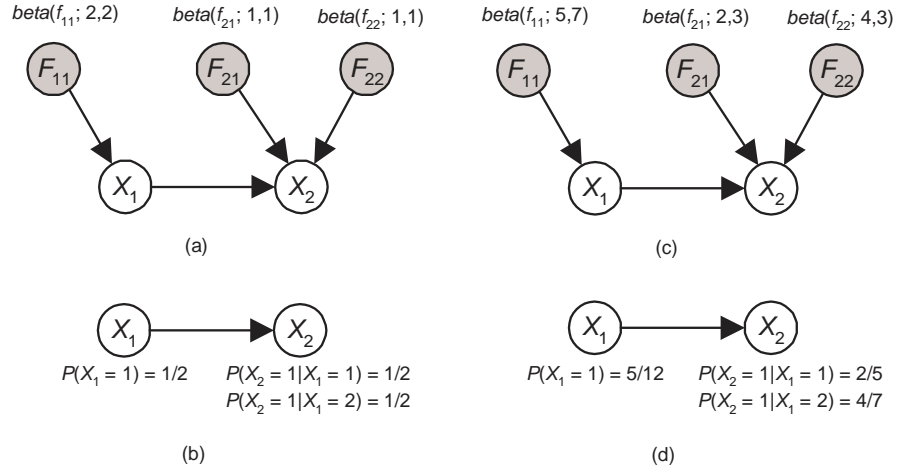 beta(f₁₁; 2,2) beta(f₂₁; 1,1) beta(f₂₂; 1,1)
F₁₁ F₂₁ F₂₂
X₁ X₂
(a)
X₁ X₂
P(X₁ = 1) = 1/2 P(X₂ = 1|X₁ = 1) = 1/2
P(X₂ = 1|X₁ = 2) = 1/2
(b)
beta(f₁₁; 5,7) beta(f₂₁; 2,3) beta(f₂₂; 4,3)
F₁₁ F₂₁ F₂₂
X₁ X₂
(c)
X₁ X₂
P(X₁ = 1) = 5/12 P(X₂ = 1|X₁ = 1) = 2/5
P(X₂ = 1|X₁ = 2) = 4/7
(d)